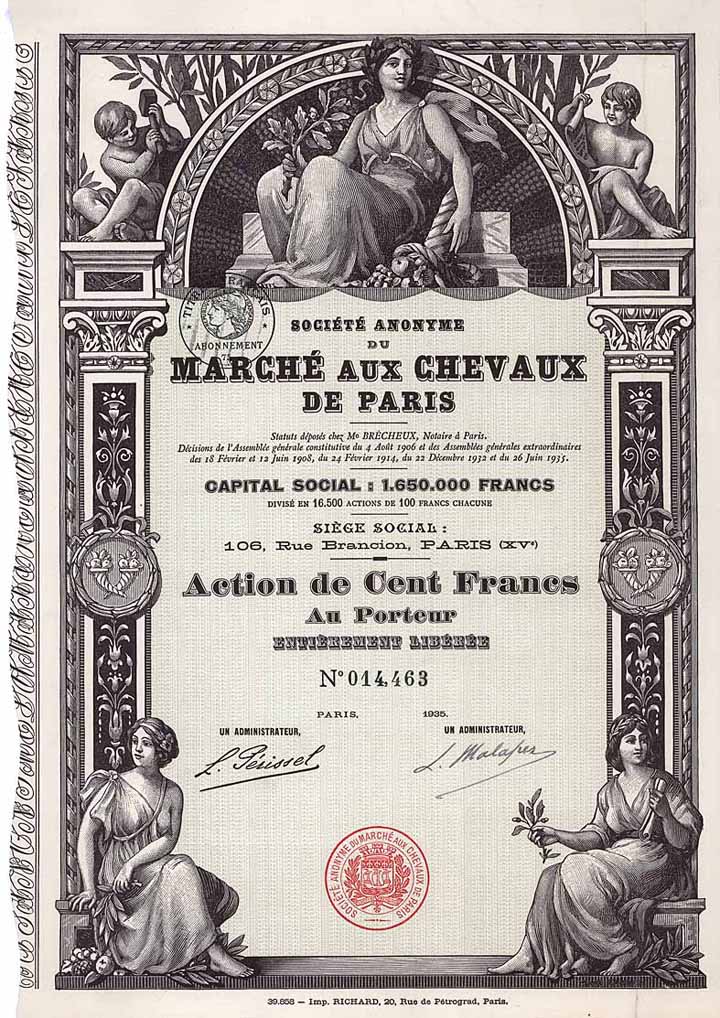 TITRE FRANÇAIS
ABONNEMENT
SOCIÉTÉ ANONYME
DU
MARCHÉ AUX CHEVAUX
DE PARIS
Statuts déposés chez Me BRÉCHEUX, Notaire à Paris.
Décisions de l'Assemblée générale constitutive du 4 Août 1906 et des Assemblées générales extraordinaires
des 18 Février et 12 Juin 1908, du 24 Février 1914, du 22 Décembre 1932 et du 26 Juin 1935.
CAPITAL SOCIAL : 1.650.000 FRANCS
DIVISÉ EN 16.500 ACTIONS DE 100 FRANCS CHACUNE
SIÈGE SOCIAL :
106, Rue Brancion, PARIS (XVe)
Action de Cent Francs
Au Porteur
ENTIÈREMENT LIBÉRÉE
No 014,463
PARIS, 1935.
UN ADMINISTRATEUR, UN ADMINISTRATEUR,
L. Périssel
SOCIÉTÉ ANONYME DU MARCHÉ AUX CHEVAUX DE PARIS
39.858 — Imp. RICHARD, 20, Rue de Pétrograd, Paris.